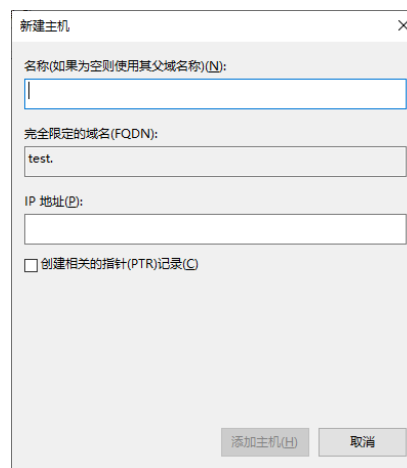 新建主机
名称(如果为空则使用其父域名称)(N):
完全限定的域名(FQDN):
test.
IP 地址(P):
创建相关的指针(PTR)记录(C)
添加主机(H) 取消